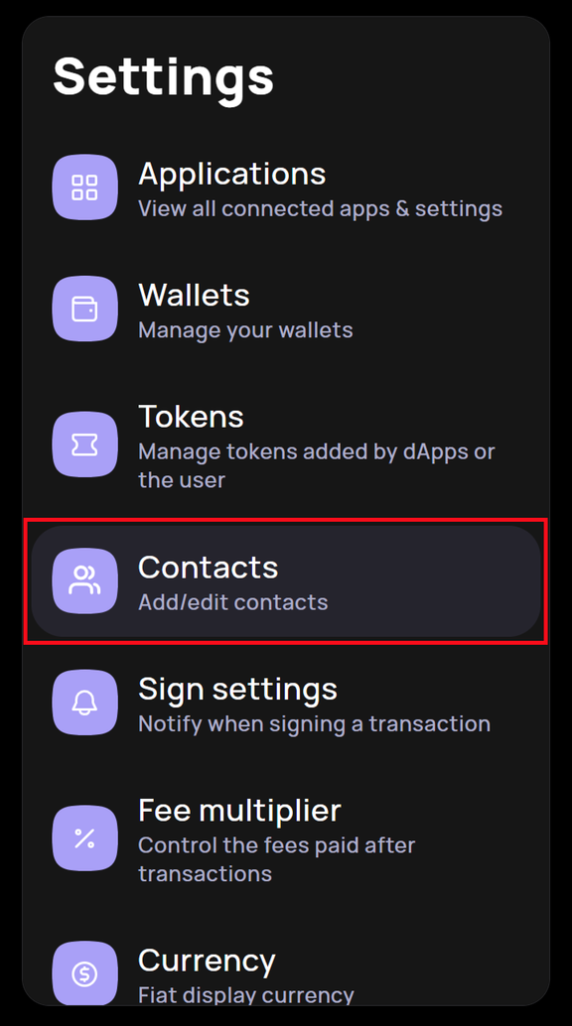 Settings
Applications
View all connected apps & settings
Wallets
Manage your wallets
Tokens
Manage tokens added by dApps or
the user
Contacts
Add/edit contacts
Sign settings
Notify when signing a transaction
Fee multiplier
Control the fees paid after
transactions
Currency
Fiat display currency